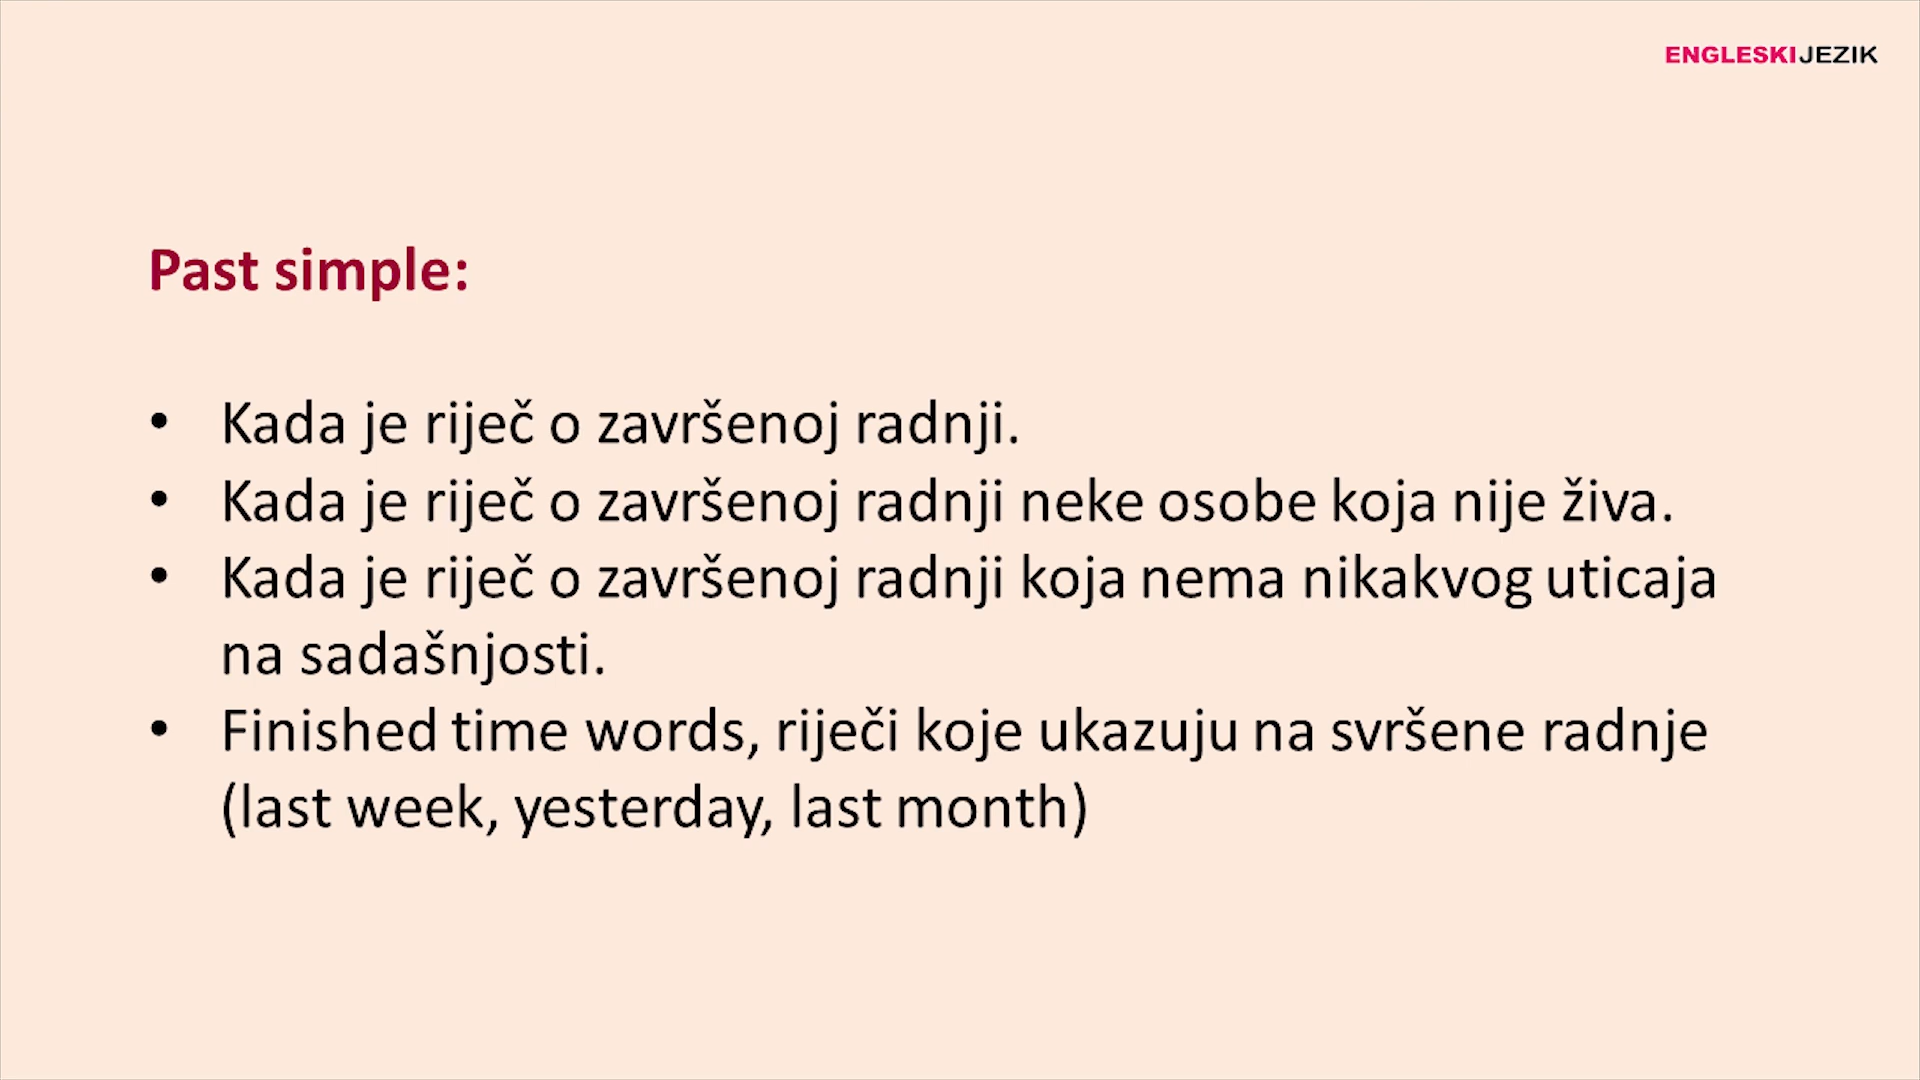 ENGLESKIJEZIK
Past simple:
• Kada je riječ o završenoj radnji.
• Kada je riječ o završenoj radnji neke osobe koja nije živa.
• Kada je riječ o završenoj radnji koja nema nikakvog uticaja
na sadašnjosti.
• Finished time words, riječi koje ukazuju na svršene radnje
(last week, yesterday, last month)